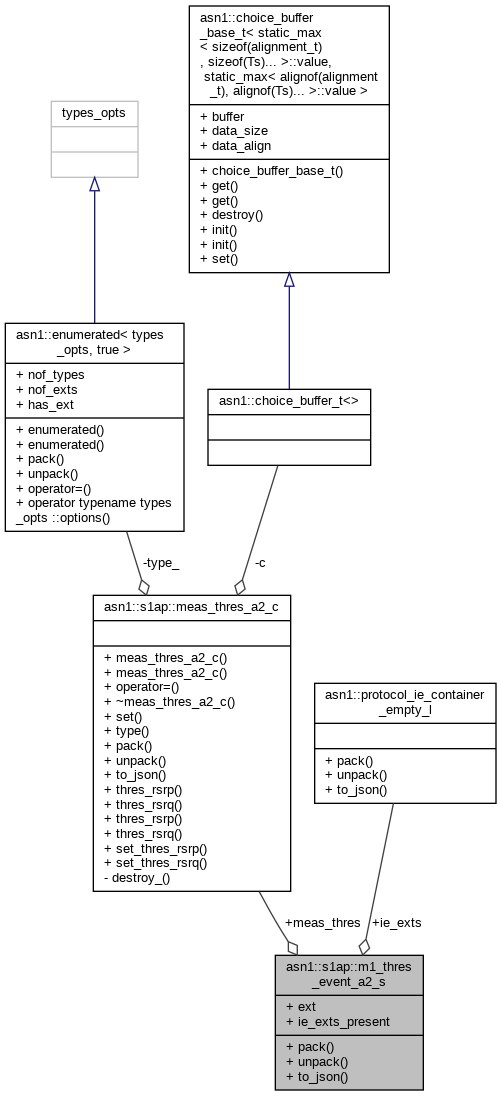 asn1::choice_buffer
_base_t< static_max
< sizeof(alignment_t)
, sizeof(Ts)... >::value,
static_max< alignof(alignment
_t), alignof(Ts)... >::value >
+ buffer
+ data_size
+ data_align
+ choice_buffer_base_t()
+ get()
+ get()
+ destroy()
+ init()
+ init()
+ set()
types_opts
asn1::enumerated< types
_opts, true >
+ nof_types
+ nof_exts
+ has_ext
+ enumerated()
+ enumerated()
+ pack()
+ unpack()
+ operator=()
+ operator typename types
_opts ::options()
asn1::choice_buffer_t<>
-type_
-c
asn1::s1ap::meas_thres_a2_c
+ meas_thres_a2_c()
+ meas_thres_a2_c()
+ operator=()
+ ~meas_thres_a2_c()
+ set()
+ type()
+ pack()
+ unpack()
+ to_json()
+ thres_rsrp()
+ thres_rsrq()
+ thres_rsrp()
+ thres_rsrq()
+ set_thres_rsrp()
+ set_thres_rsrq()
- destroy_()
asn1::protocol_ie_container
_empty_l
+ pack()
+ unpack()
+ to_json()
+meas_thres
+ie_exts
asn1::s1ap::m1_thres
_event_a2_s
+ ext
+ ie_exts_present
+ pack()
+ unpack()
+ to_json()